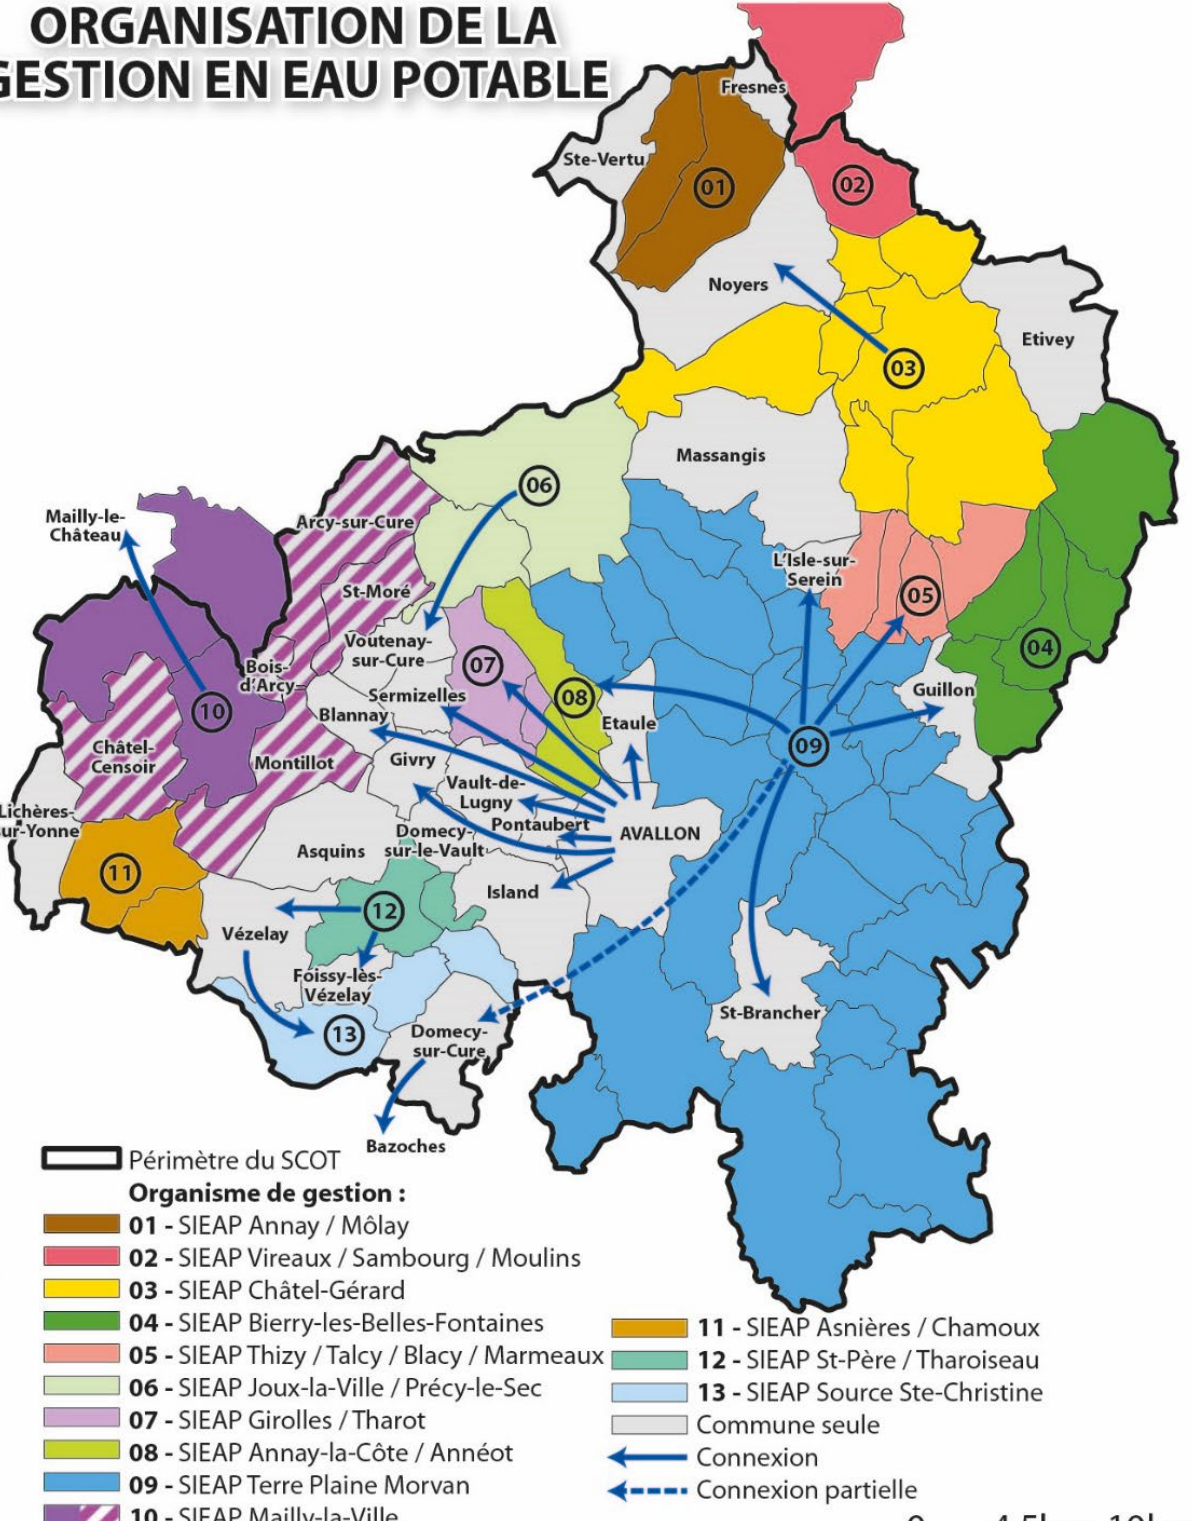 ORGANISATION DE LA
GESTION EN EAU POTABLE
Fresnes
Ste-Vertu
01
02
Noyers
Etivey
03
Massangis
06
Mailly-le-
Château
Arcy-sur-Cure
L'Isle-sur-
Serein
St-Moré
05
Voutenay-
sur-Cure
04
Bois-
d'Arcy
07
Sermizelles
08
Guillon
10
Blannay
Etaule
09
Châtel-
Censoir
Montillot
Givry
Vault-de-
Lugny
Lichères-
sur-Yonne
Pontaubert
AVALLON
Domecy-
sur-le-Vault
Asquins
11
Island
12
Vézelay
Foissy-lès-
Vézelay
St-Brancher
13
Domecy-
sur-Cure
Bazoches
Périmètre du SCOT
Organisme de gestion :
01 - SIEAP Annay / Môlay
02 - SIEAP Vireaux / Sambourg / Moulins
03 - SIEAP Châtel-Gérard
04 - SIEAP Bierry-les-Belles-Fontaines
05 - SIEAP Thizy / Talcy / Blacy / Marmeaux
06 - SIEAP Joux-la-Ville / Précy-le-Sec
07 - SIEAP Girolles / Tharot
08 - SIEAP Annay-la-Côte / Annéot
09 - SIEAP Terre Plaine Morvan
10 - SIEAP Mailly-la-Ville
11 - SIEAP Asnières / Chamoux
12 - SIEAP St-Père / Tharoiseau
13 - SIEAP Source Ste-Christine
Commune seule
Connexion
Connexion partielle